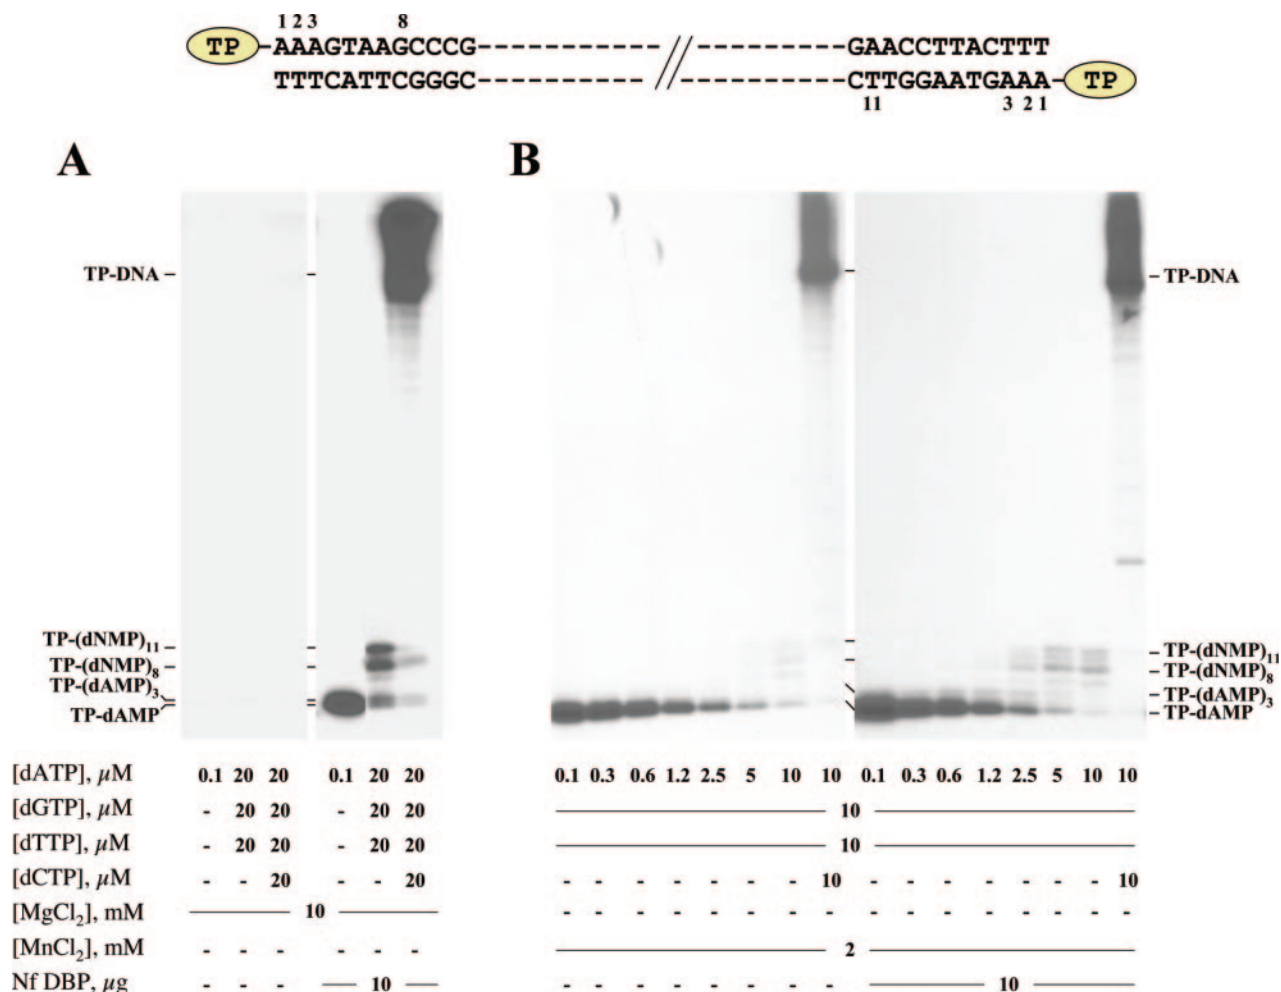 1 2 3 8
TP AAAGTAAGCCCG------------//----------GAACCTTACTTT
TTTCATTCGGGC------------//----------CTTGGAATGAAA TP
11 3 2 1
A B
TP-DNA – – – – TP-DNA
TP-(dNMP)11 – – TP-(dNMP)11
TP-(dNMP)8 – – TP-(dNMP)8
TP-(dAMP)3 – TP-(dAMP)3
TP-dAMP – TP-dAMP
[dATP], µM 0.1 20 20 0.1 20 20 0.1 0.3 0.6 1.2 2.5 5 10 10 0.1 0.3 0.6 1.2 2.5 5 10 10
[dGTP], µM - 20 20 - 20 20 10
[dTTP], µM - 20 20 - 20 20 10
[dCTP], µM - - 20 - - 20 - - - - - - - 10 - - - - - - - 10
[MgCl2], mM 10 - - - - - - - - - - - - - - - -
[MnCl2], mM - - - - - - 2
Nf DBP, µg - - - 10 - - - - - - - - 10